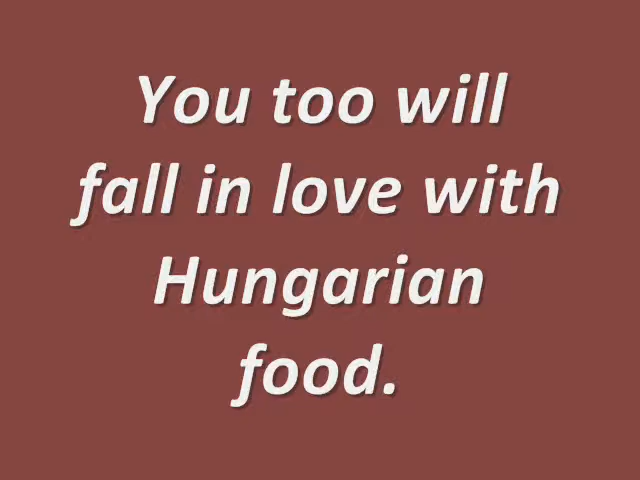 You too will
fall in love with
Hungarian
food.